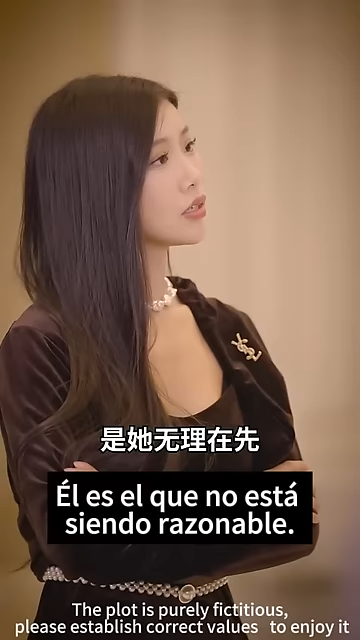 YSL
是她无理在先
Él es el que no está
siendo razonable.
The plot is purely fictitious,
please establish correct values to enjoy it